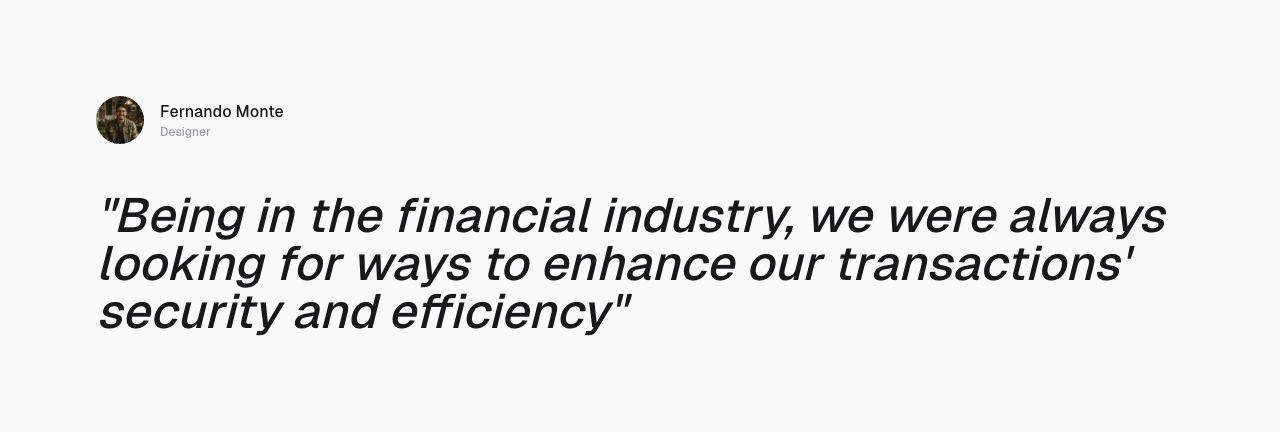 Fernando Monte
Designer
"Being in the financial industry, we were always
looking for ways to enhance our transactions'
security and efficiency"